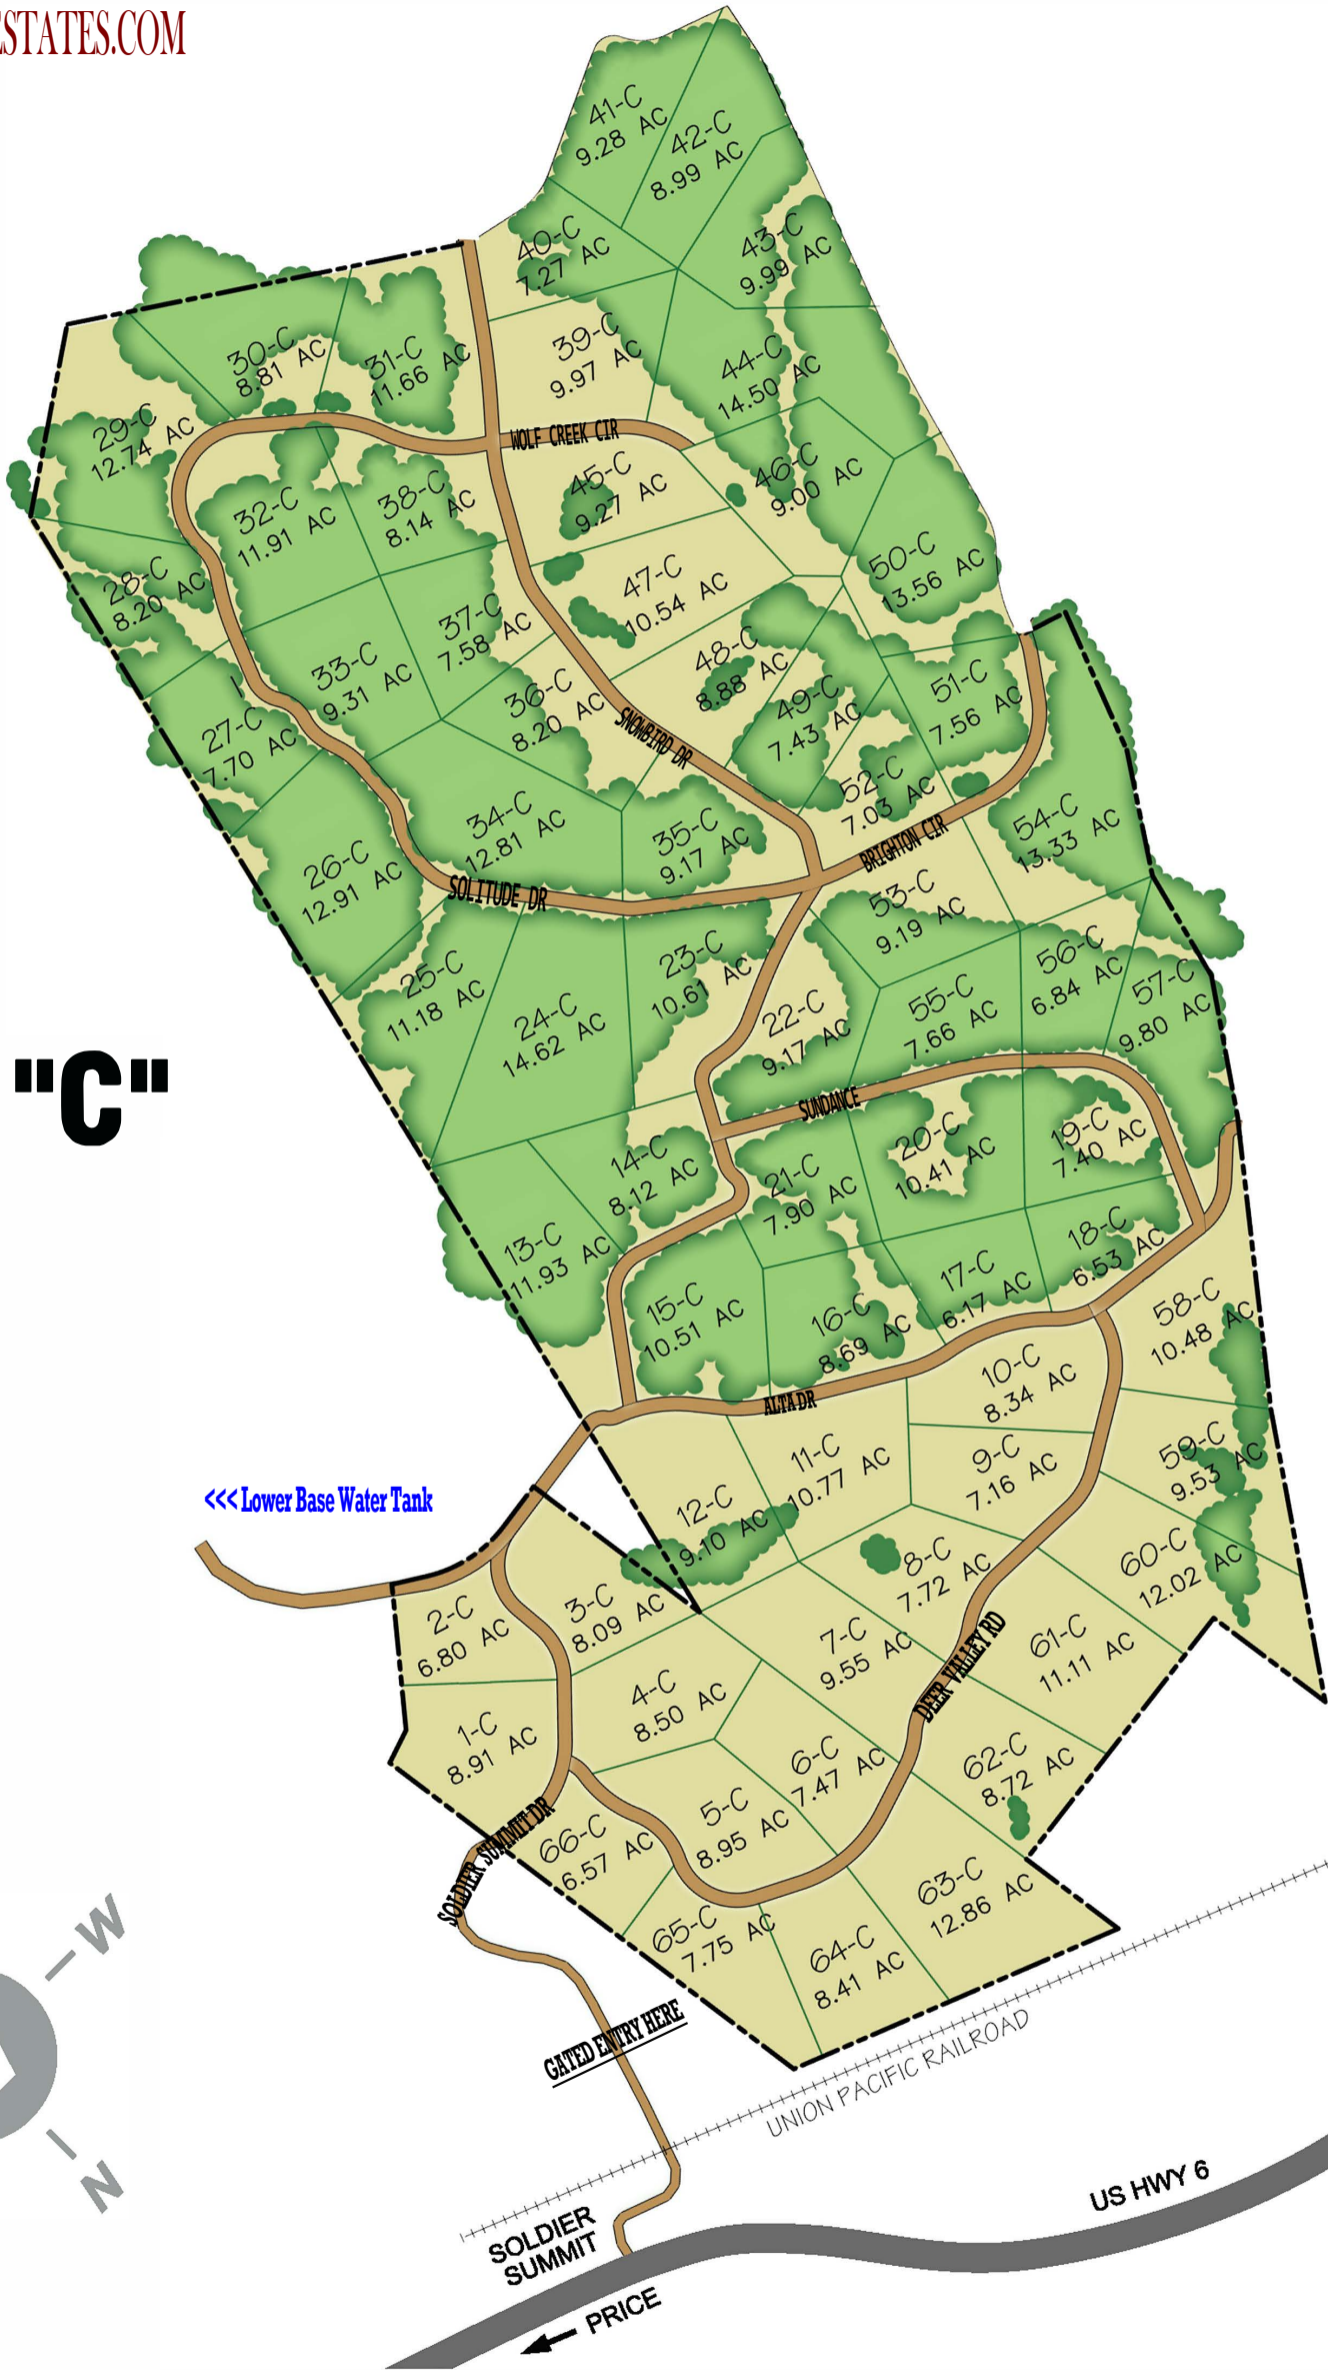 ESTATES.COM
41-C
9.28 AC
42-C
8.99 AC
40-C
7.27 AC
43-C
9.99 AC
30-C
8.81 AC
31-C
11.66 AC
39-C
9.97 AC
44-C
14.50 AC
29-C
12.74 AC
WOLF CREEK CIR
32-C
11.91 AC
38-C
8.14 AC
45-C
9.27 AC
46-C
9.00 AC
28-C
8.20 AC
50-C
13.56 AC
47-C
10.54 AC
37-C
7.58 AC
33-C
9.31 AC
48-C
8.88 AC
36-C
8.20 AC
49-C
7.43 AC
51-C
7.56 AC
27-C
7.70 AC
SNOWBIRD DR
52-C
7.03 AC
34-C
12.81 AC
35-C
9.17 AC
54-C
13.33 AC
BRIGHTON CIR
26-C
12.91 AC
SOLITUDE DR
53-C
9.19 AC
25-C
11.18 AC
23-C
10.61 AC
56-C
6.84 AC
57-C
9.80 AC
24-C
14.62 AC
22-C
9.17 AC
55-C
7.66 AC
"C"
SUNDANCE
14-C
8.12 AC
21-C
7.90 AC
20-C
10.41 AC
19-C
7.40 AC
13-C
11.93 AC
18-C
6.53 AC
17-C
6.17 AC
15-C
10.51 AC
16-C
8.69 AC
58-C
10.48 AC
ALTA DR
10-C
8.34 AC
11-C
10.77 AC
9-C
7.16 AC
59-C
9.53 AC
<<< Lower Base Water Tank
12-C
9.10 AC
8-C
7.72 AC
60-C
12.02 AC
2-C
6.80 AC
3-C
8.09 AC
7-C
9.55 AC
61-C
11.11 AC
DEER VALLEY RD
4-C
8.50 AC
1-C
8.91 AC
6-C
7.47 AC
62-C
8.72 AC
5-C
8.95 AC
SOLDIER SUMMIT DR
66-C
6.57 AC
63-C
12.86 AC
65-C
7.75 AC
64-C
8.41 AC
W
GATED ENTRY HERE
UNION PACIFIC RAILROAD
N
US HWY 6
SOLDIER
SUMMIT
PRICE